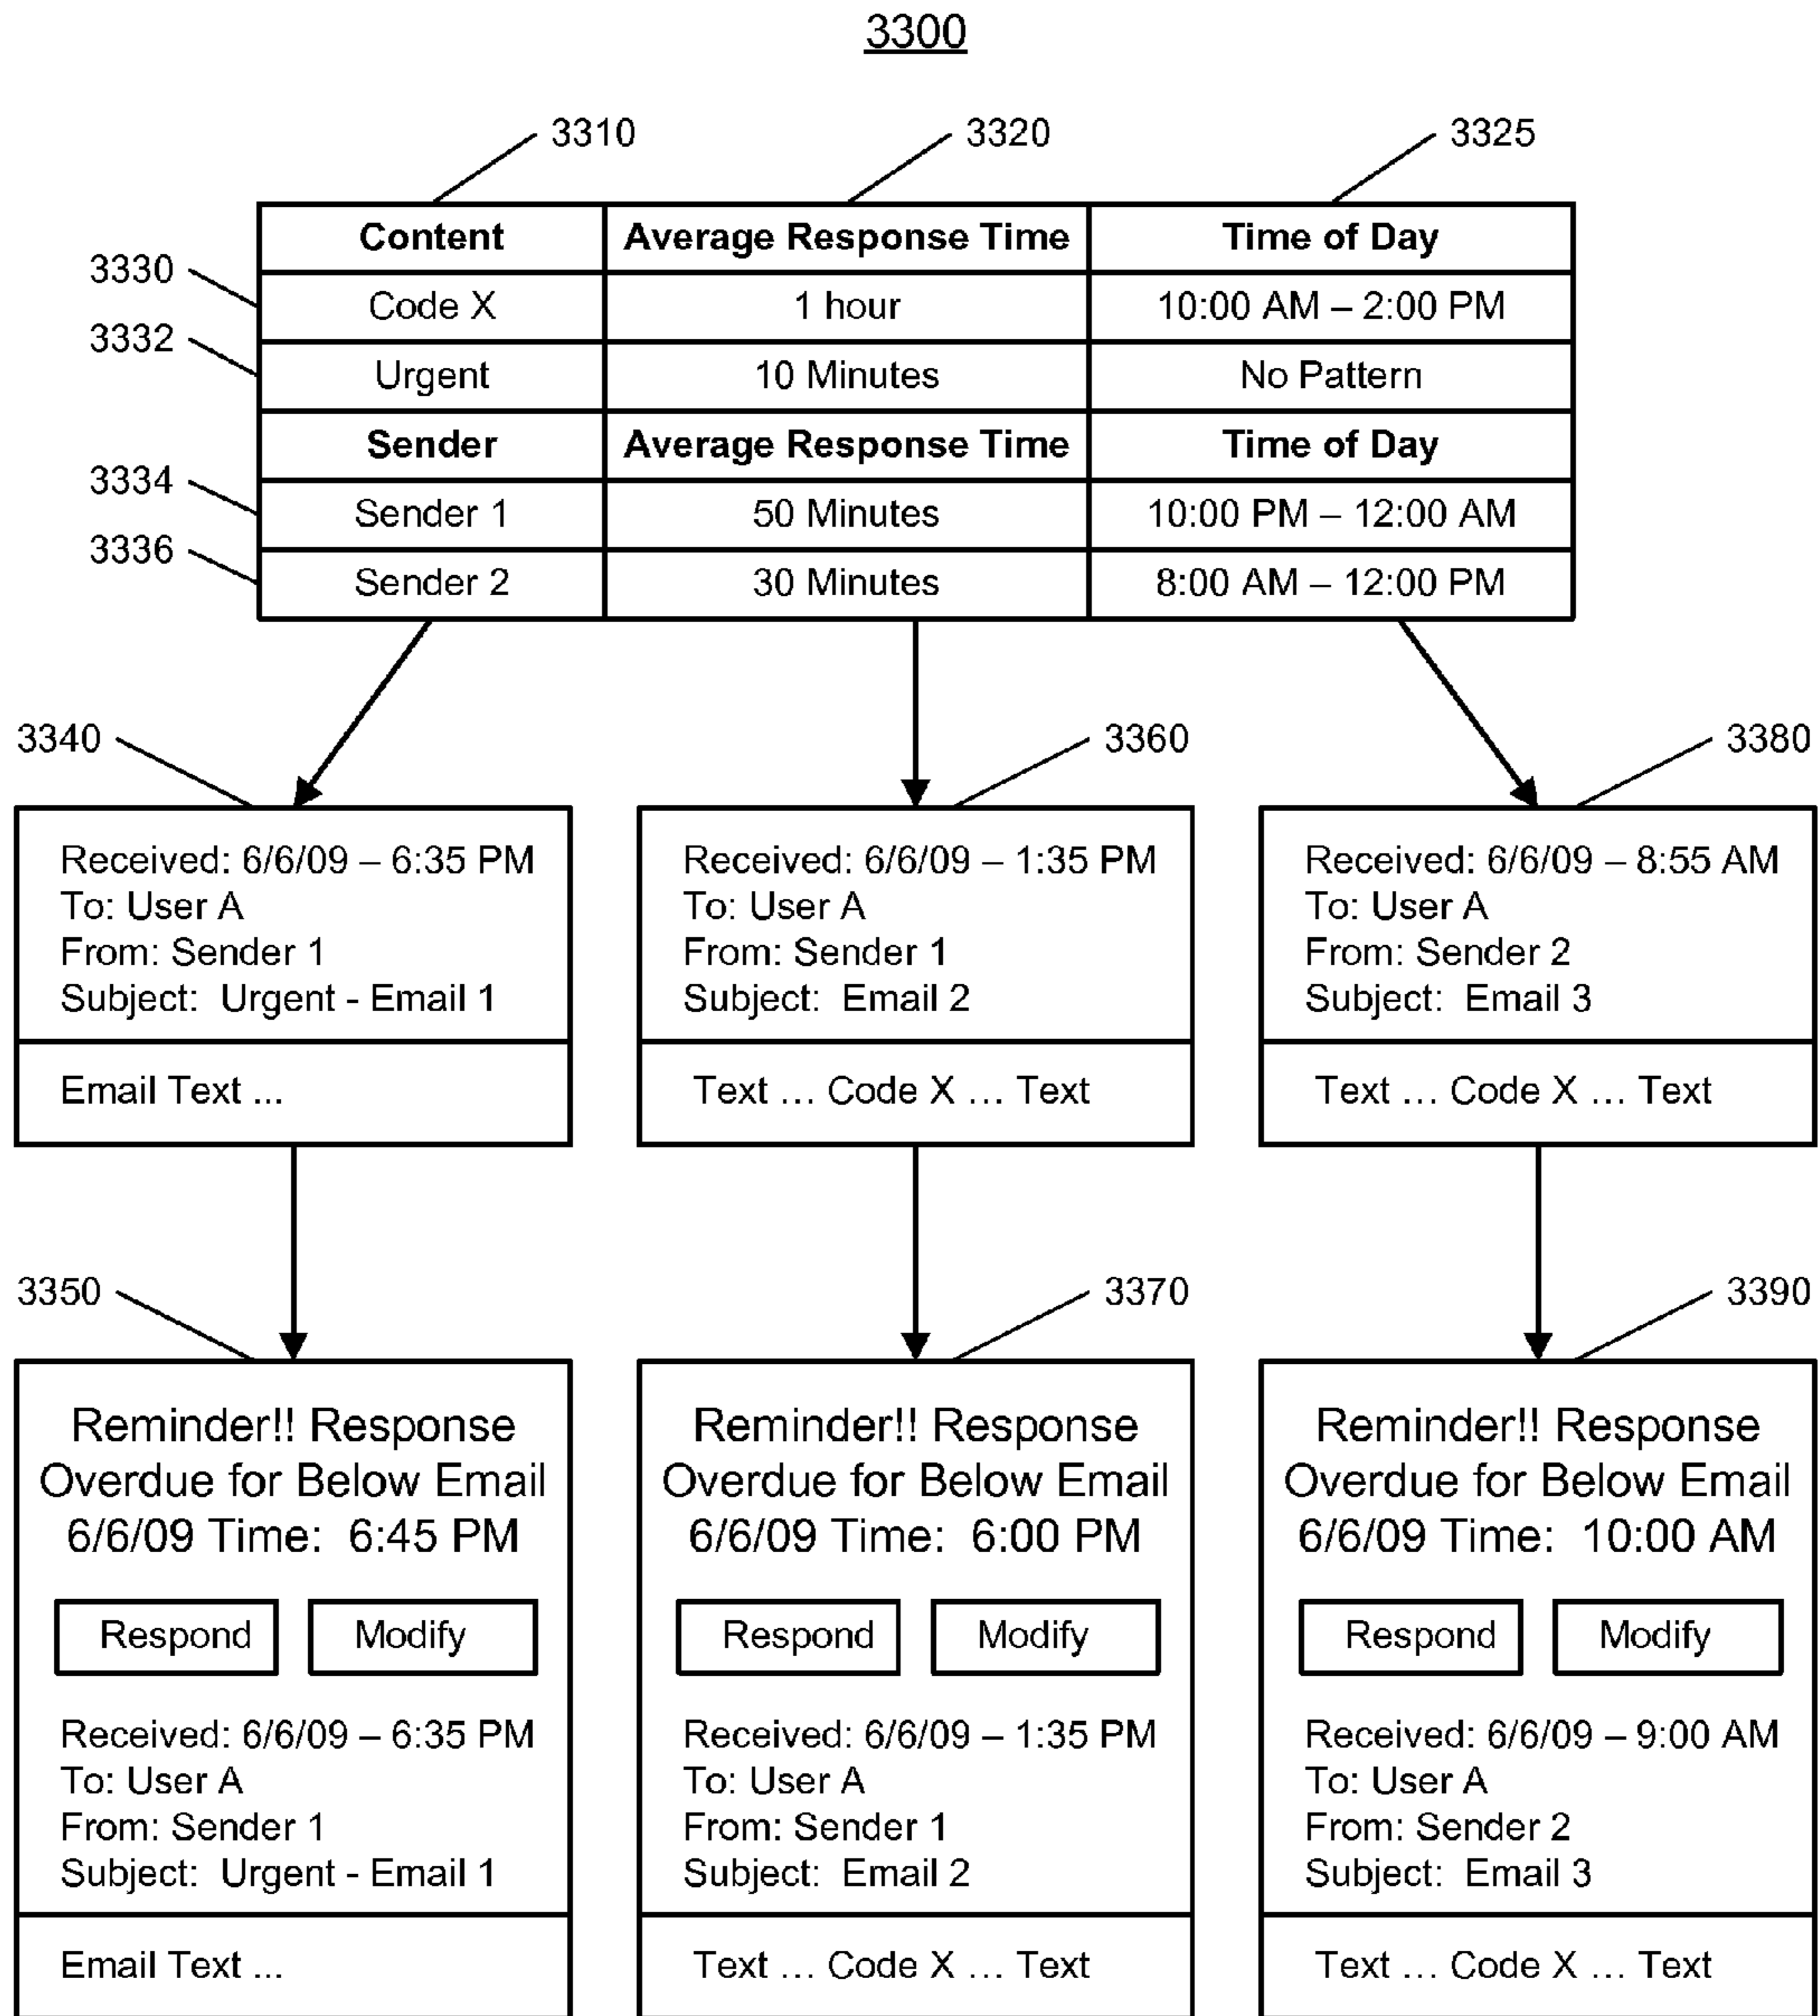 3300
3310
3320
3325
Content
Average Response Time
Time of Day
3330
Code X
1 hour
10:00 AM – 2:00 PM
3332
Urgent
10 Minutes
No Pattern
Sender
Average Response Time
Time of Day
3334
Sender 1
50 Minutes
10:00 PM – 12:00 AM
3336
Sender 2
30 Minutes
8:00 AM – 12:00 PM
3340
Received: 6/6/09 – 6:35 PM
To: User A
From: Sender 1
Subject:  Urgent - Email 1
Email Text ...
3360
Received: 6/6/09 – 1:35 PM
To: User A
From: Sender 1
Subject:  Email 2
Text … Code X … Text
3380
Received: 6/6/09 – 8:55 AM
To: User A
From: Sender 2
Subject:  Email 3
Text … Code X … Text
3350
Reminder!! Response
Overdue for Below Email
6/6/09 Time:  6:45 PM
Respond
Modify
Received: 6/6/09 – 6:35 PM
To: User A
From: Sender 1
Subject:  Urgent - Email 1
Email Text ...
3370
Reminder!! Response
Overdue for Below Email
6/6/09 Time:  6:00 PM
Respond
Modify
Received: 6/6/09 – 1:35 PM
To: User A
From: Sender 1
Subject:  Email 2
Text … Code X … Text
3390
Reminder!! Response
Overdue for Below Email
6/6/09 Time:  10:00 AM
Respond
Modify
Received: 6/6/09 – 9:00 AM
To: User A
From: Sender 2
Subject:  Email 3
Text … Code X … Text